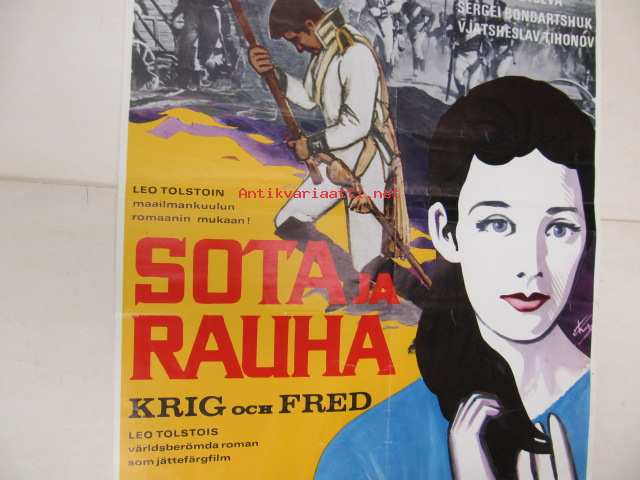 SERGEI BONDARTSHUK
VJATSHESLAV TIHONOV
LEO TOLSTOIN
maailmankuulun
romaanin mukaan!
Antikvariaatti.net
SOTA JA
RAUHA
KRIG OCH FRED
LEO TOLSTOIS
världsberömda roman
som jättefärgfilm